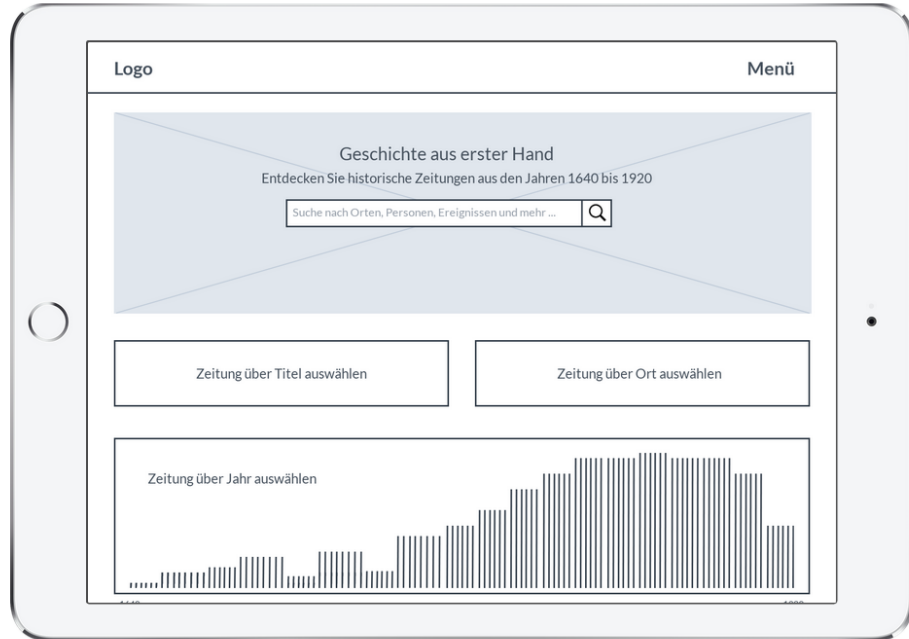 Logo
Menü
Geschichte aus erster Hand
Entdecken Sie historische Zeitungen aus den Jahren 1640 bis 1920
Suche nach Orten, Personen, Ereignissen und mehr ...
Zeitung über Titel auswählen
Zeitung über Ort auswählen
Zeitung über Jahr auswählen